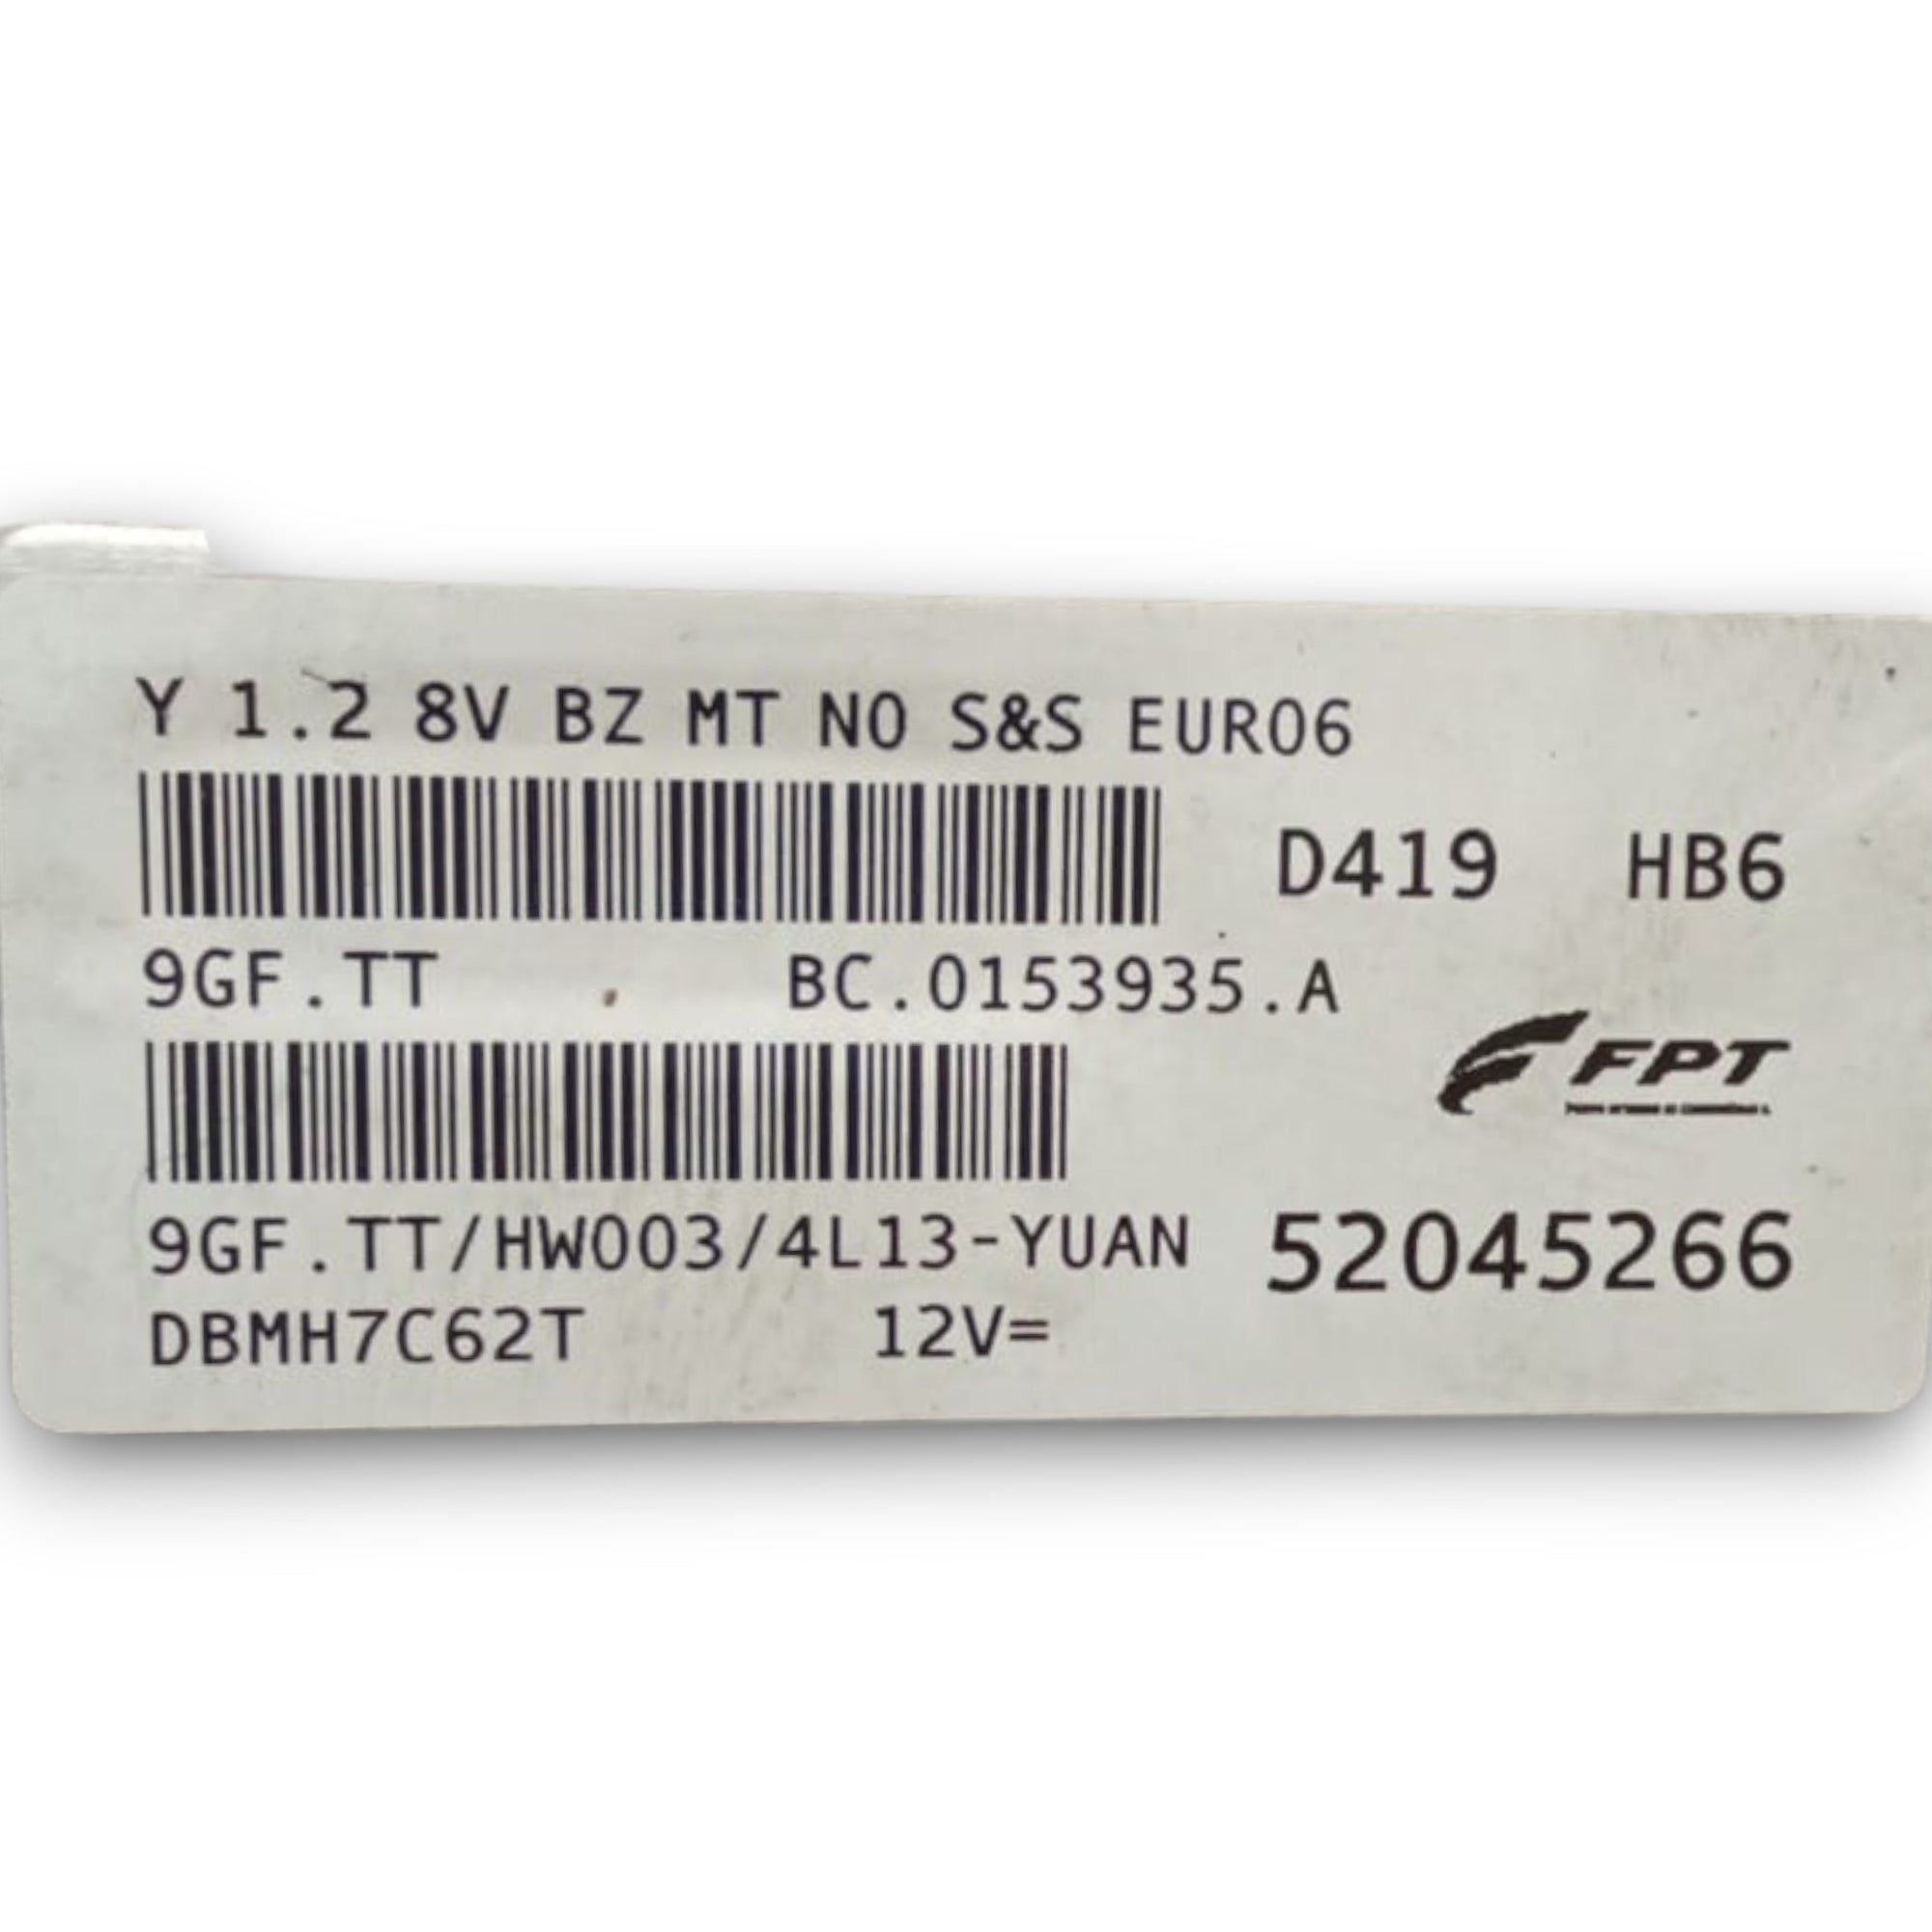 Y 1.2 8V BZ MT NO S&S EURO6
D419 HB6
9GF.TT BC.0153935.A
FPT
9GF.TT/HW003/4L13-YUAN 52045266
DBMH7C62T 12V=